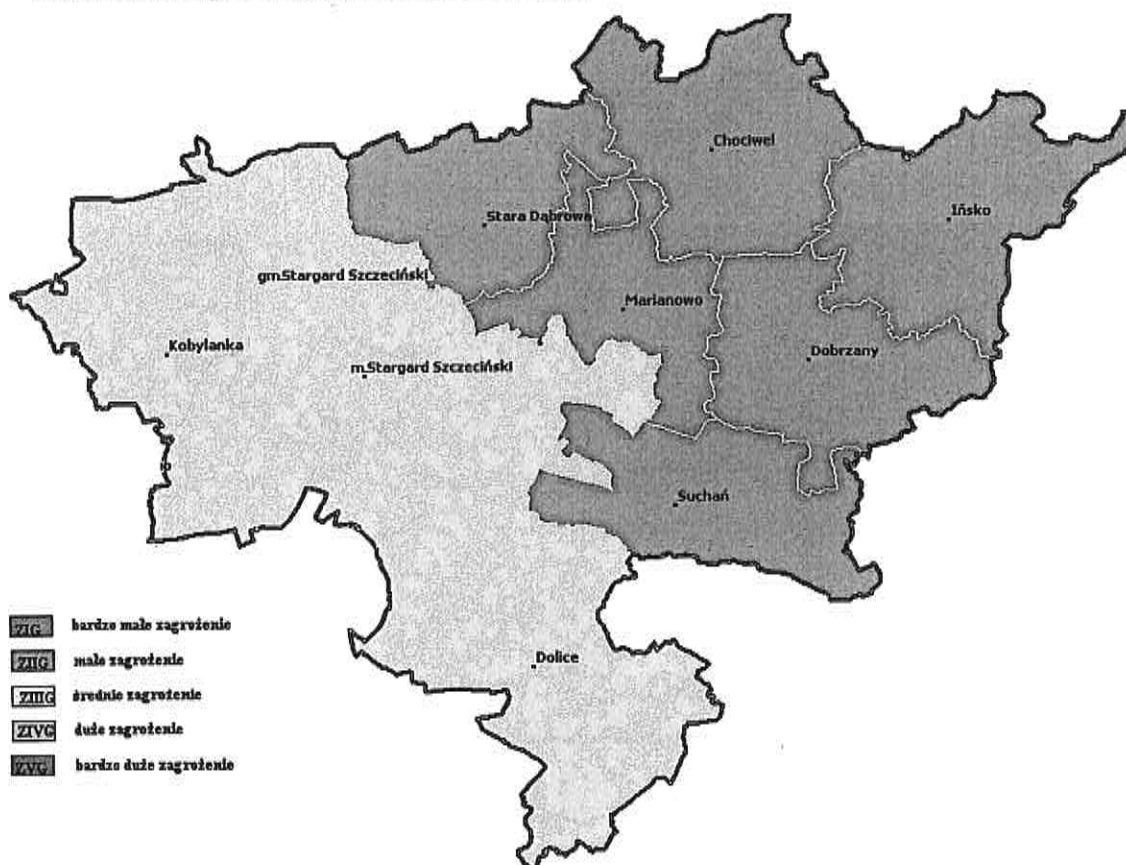 Chociwel
Ińsko
Stara Dąbrowa
gm.Stargard Szczeciński
Marianowo
Kobylanka
Dobrzany
m.Stargard Szczeciński
Suchań
Dolice
ZIG bardzo małe zagrożenie
ZIIG małe zagrożenie
ZIIIG średnie zagrożenie
ZIVG duże zagrożenie
ZVG bardzo duże zagrożenie